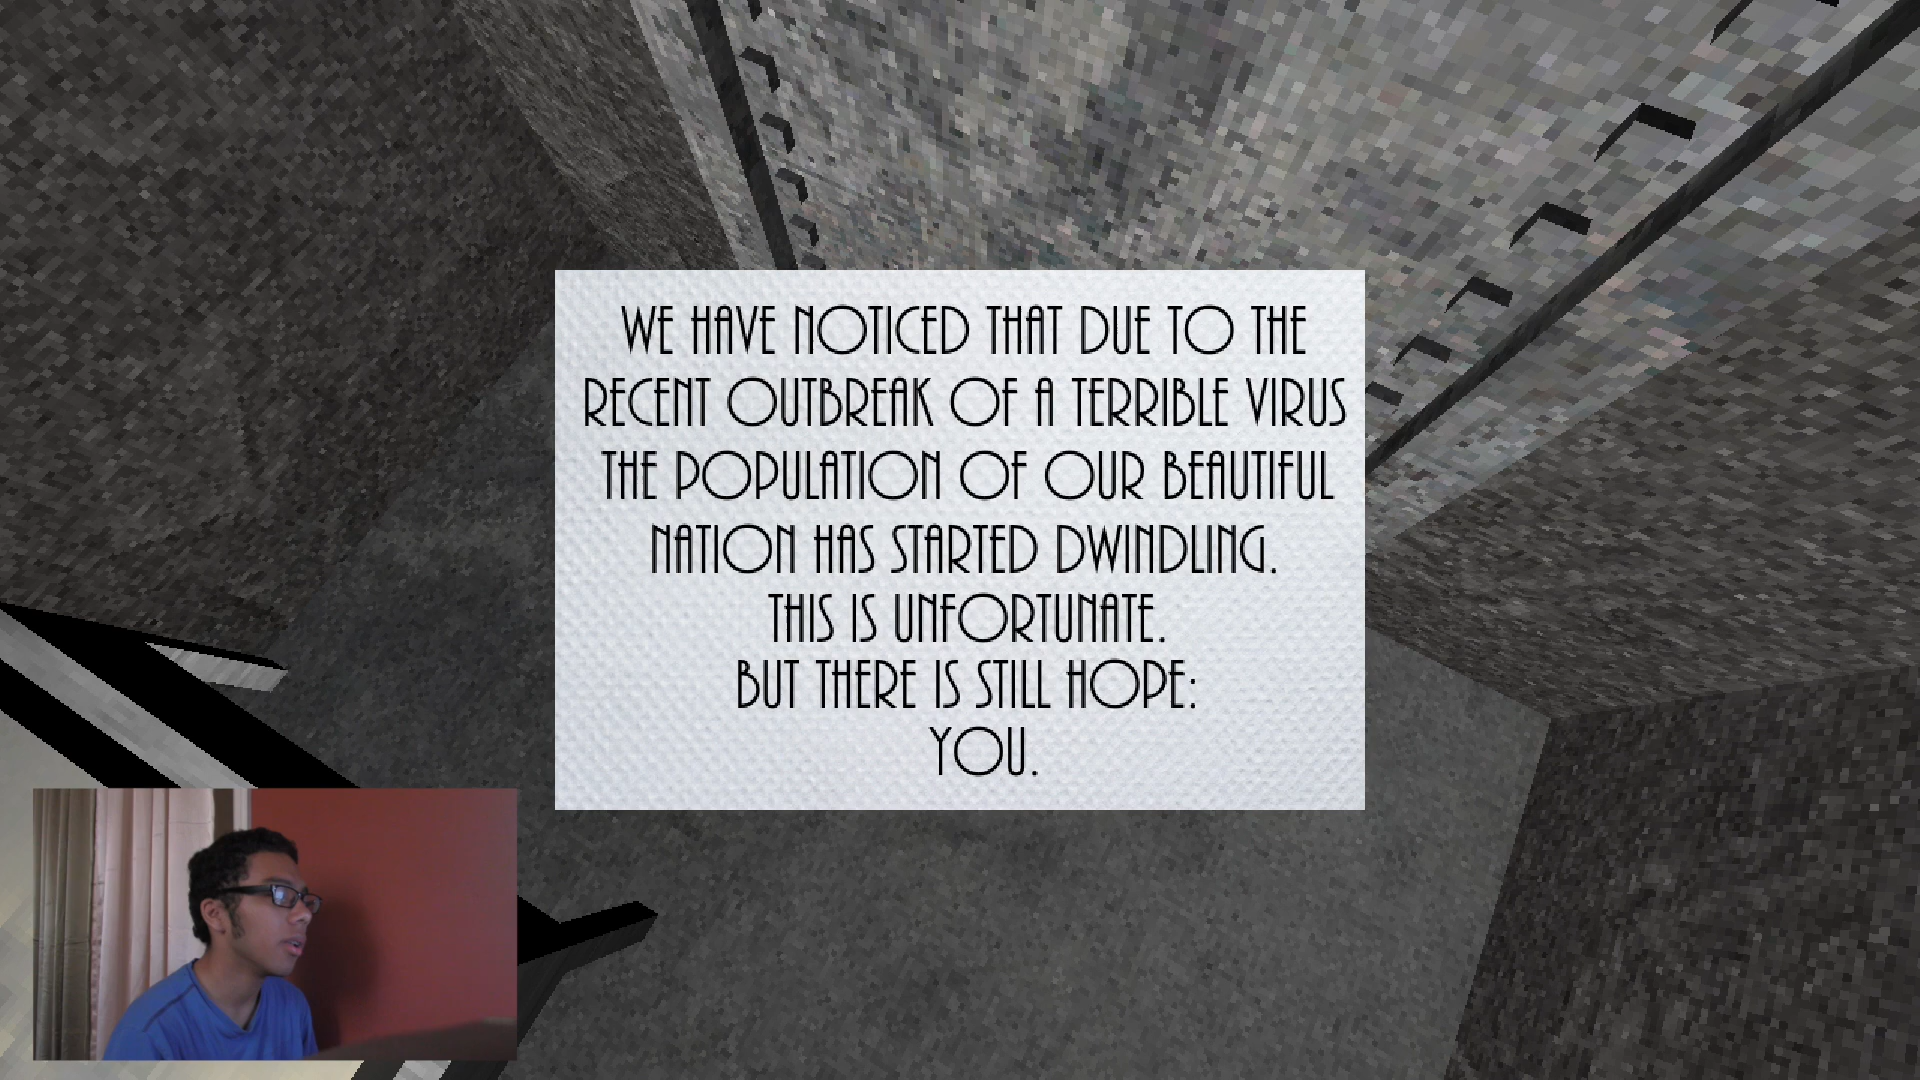 WE HAVE NOTICED THAT DUE TO THE
RECENT OUTBREAK OF A TERRIBLE VIRUS
THE POPULATION OF OUR BEAUTIFUL
NATION HAS STARTED DWINDLING.
THIS IS UNFORTUNATE.
BUT THERE IS STILL HOPE:
YOU.